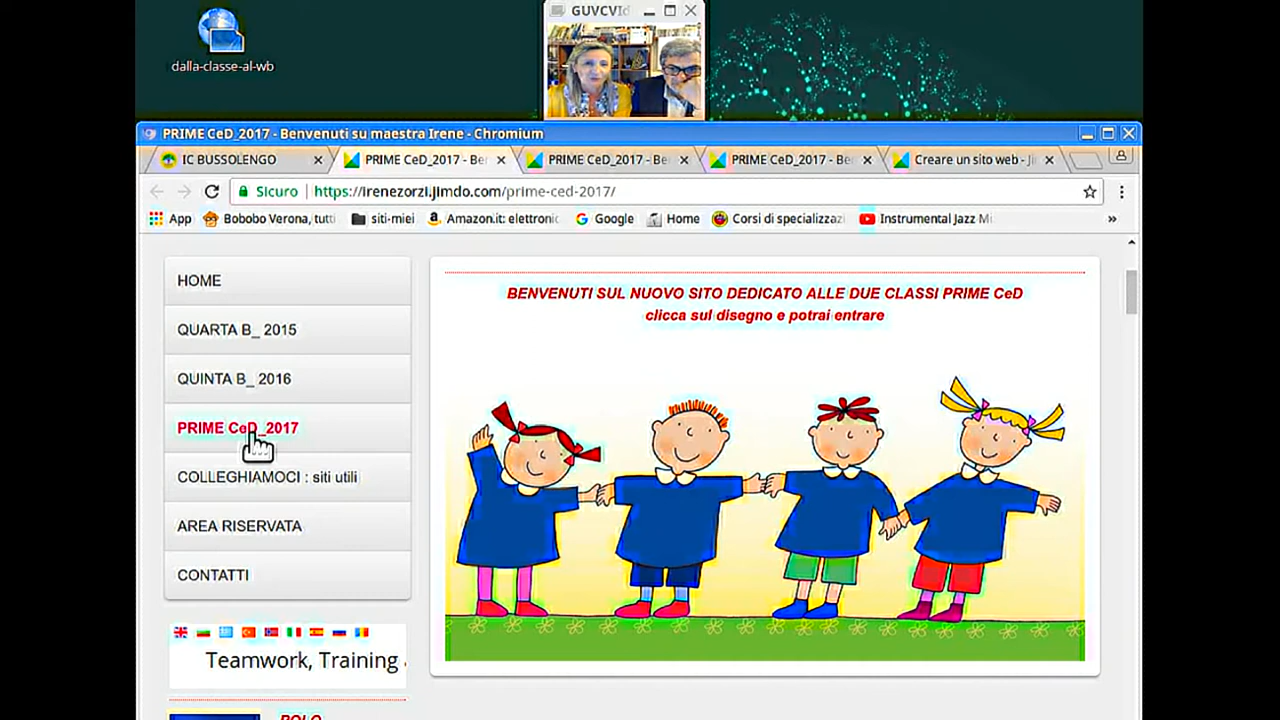 GUVCVId
dalla-classe-al-wb
PRIME CeD_2017 - Benvenuti su maestra Irene - Chromium
IC BUSSOLENGO
PRIME CeD_2017 - Be
PRIME CeD_2017 - Be
PRIME CeD_2017 - Be
Creare un sito web - Ji
Sicuro https://irenezorzi.jimdo.com/prime-ced-2017/
App Bobobo Verona, tutti siti-miei Amazon.it: elettronic Google Home Corsi di specializzazi Instrumental Jazz M »
HOME
QUARTA B_ 2015
QUINTA B_ 2016
PRIME CeD_2017
COLLEGHIAMOCI : siti utili
AREA RISERVATA
CONTATTI
BENVENUTI SUL NUOVO SITO DEDICATO ALLE DUE CLASSI PRIME CeD
clicca sul disegno e potrai entrare
Teamwork, Training
POLO